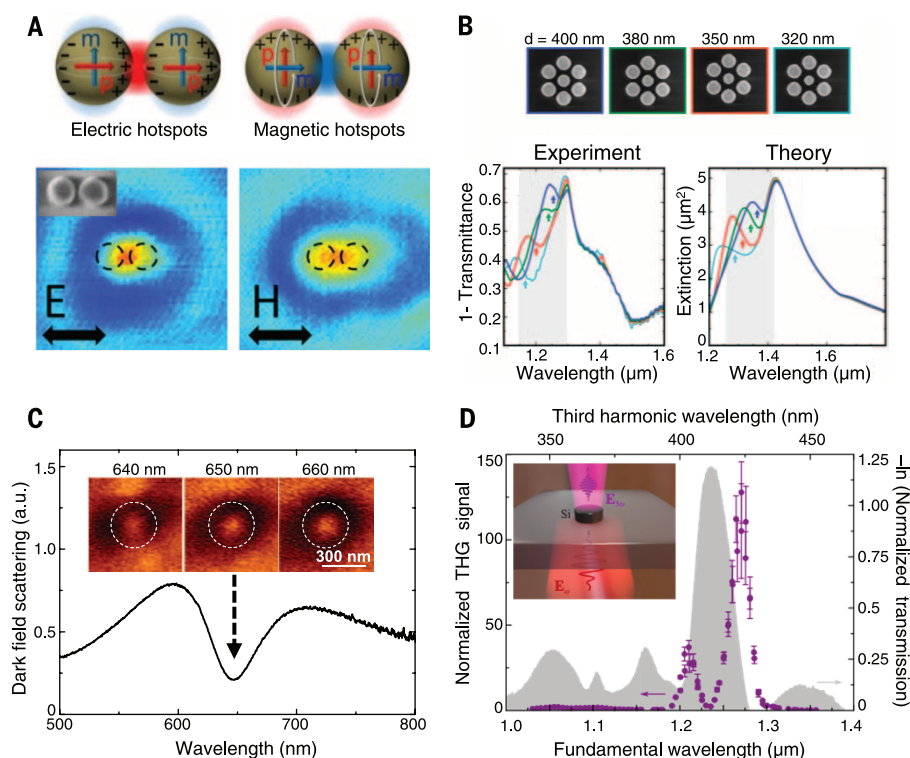 A
m
p
m
p
p
m
p
m
Electric hotspots
Magnetic hotspots
E
H
B
d = 400 nm
380 nm
350 nm
320 nm
Experiment
Theory
1- Transmittance
0.7
0.6
0.5
0.4
0.3
0.2
0.1
1.2
1.4
1.6
Wavelength (µm)
Extinction (µm²)
5
4
3
2
1
0
1.2
1.4
1.6
Wavelength (µm)
C
Dark field scattering (a.u.)
1.5
1.0
0.5
0
640 nm
650 nm
660 nm
300 nm
500
600
700
800
Wavelength (nm)
D
Third harmonic wavelength (nm)
350
400
450
Normalized THG signal
150
125
100
75
50
25
0
Si
E3ω
Eω
−ln (Normalized transmission)
1.25
1.00
0.75
0.50
0.25
0
1.0
1.1
1.2
1.3
1.4
Fundamental wavelength (µm)